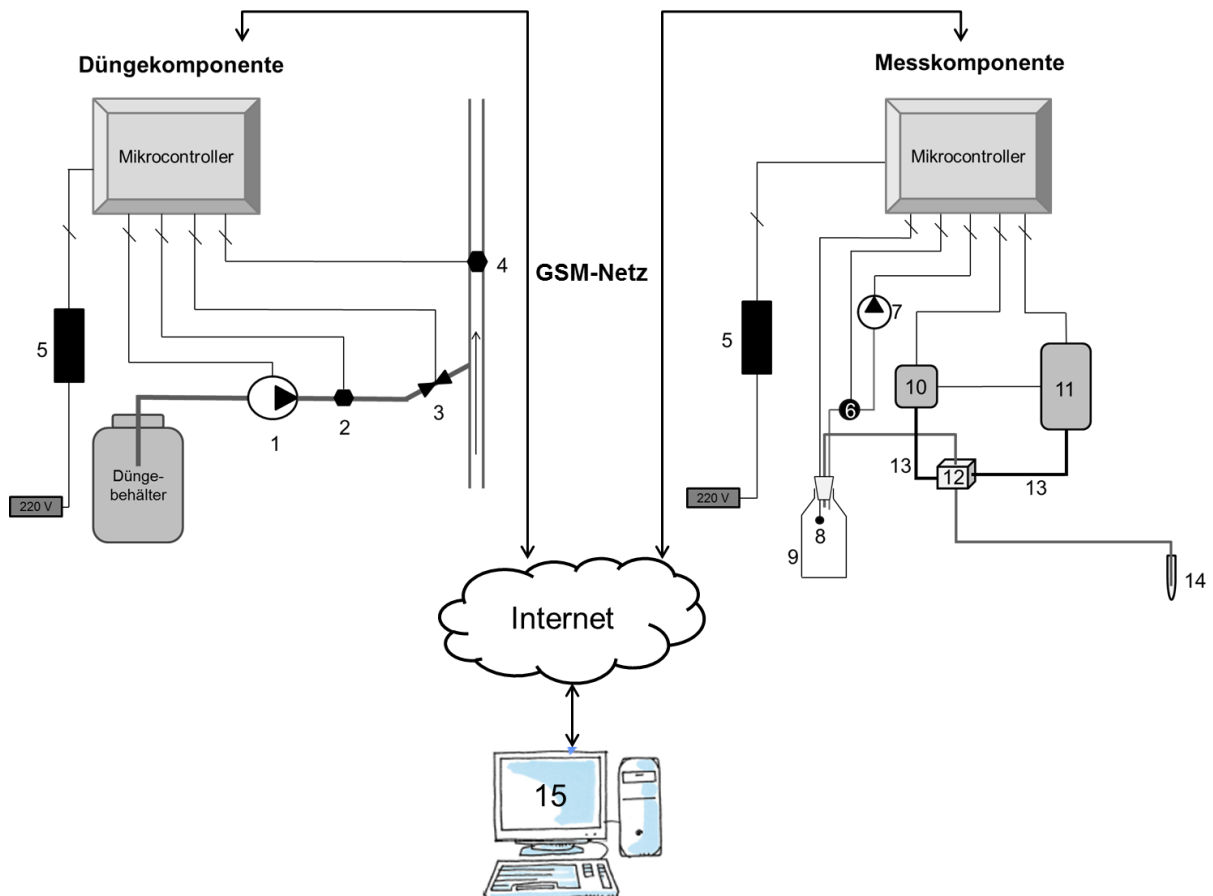 Düngekomponente
Mikrocontroller
4
5
3
2
1
Dünge-
behälter
220 V
GSM-Netz
Messkomponente
Mikrocontroller
7
5
6
10
11
13
12
13
220 V
8
9
14
Internet
15